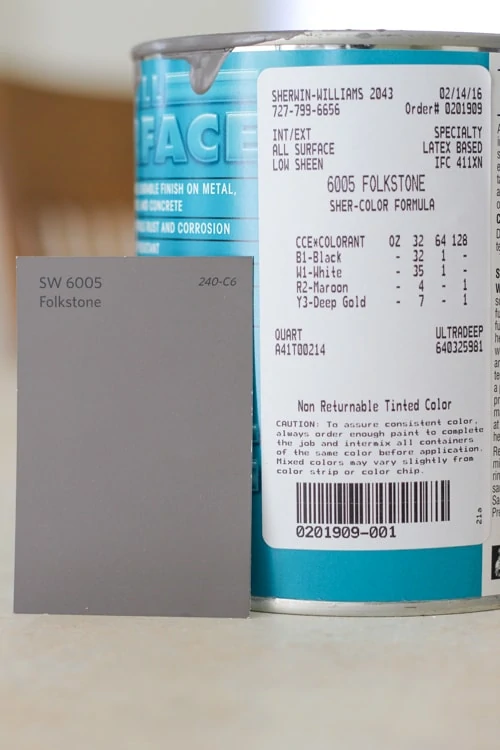 SHERWIN-WILLIAMS 2043 02/14/16
727-799-6656 Order# 0201909
INT/EXT SPECIALTY
ALL SURFACE LATEX BASED
LOW SHEEN IFC 411XN
6005 FOLKSTONE
SHER-COLOR FORMULA
CCE*COLORANT OZ 32 64 128
B1-Black - 32 1 -
W1-White - 35 1 -
R2-Maroon - 4 - 1
Y3-Deep Gold - 7 - 1
QUART ULTRADEEP
A41T00214 640325981
Non Returnable Tinted Color
CAUTION: To assure consistent color,
always order enough paint to complete
the job and intermix all containers
of the same color before application.
Mixed colors may vary slightly from
color strip or color chip.
0201909-001
21a
FINISH ON METAL,
AND CONCRETE
RUST AND CORROSION
SW 6005 240-C6
Folkstone